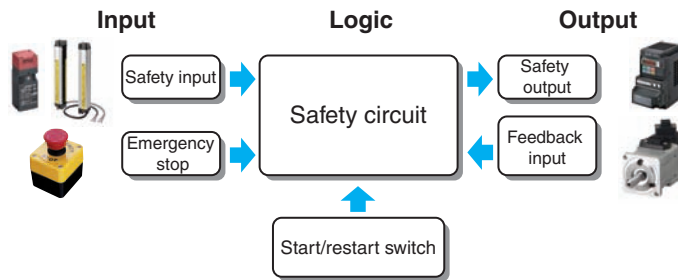 Input
Logic
Output
Safety input
Safety circuit
Safety
output
Emergency
stop
Feedback
input
Start/restart switch